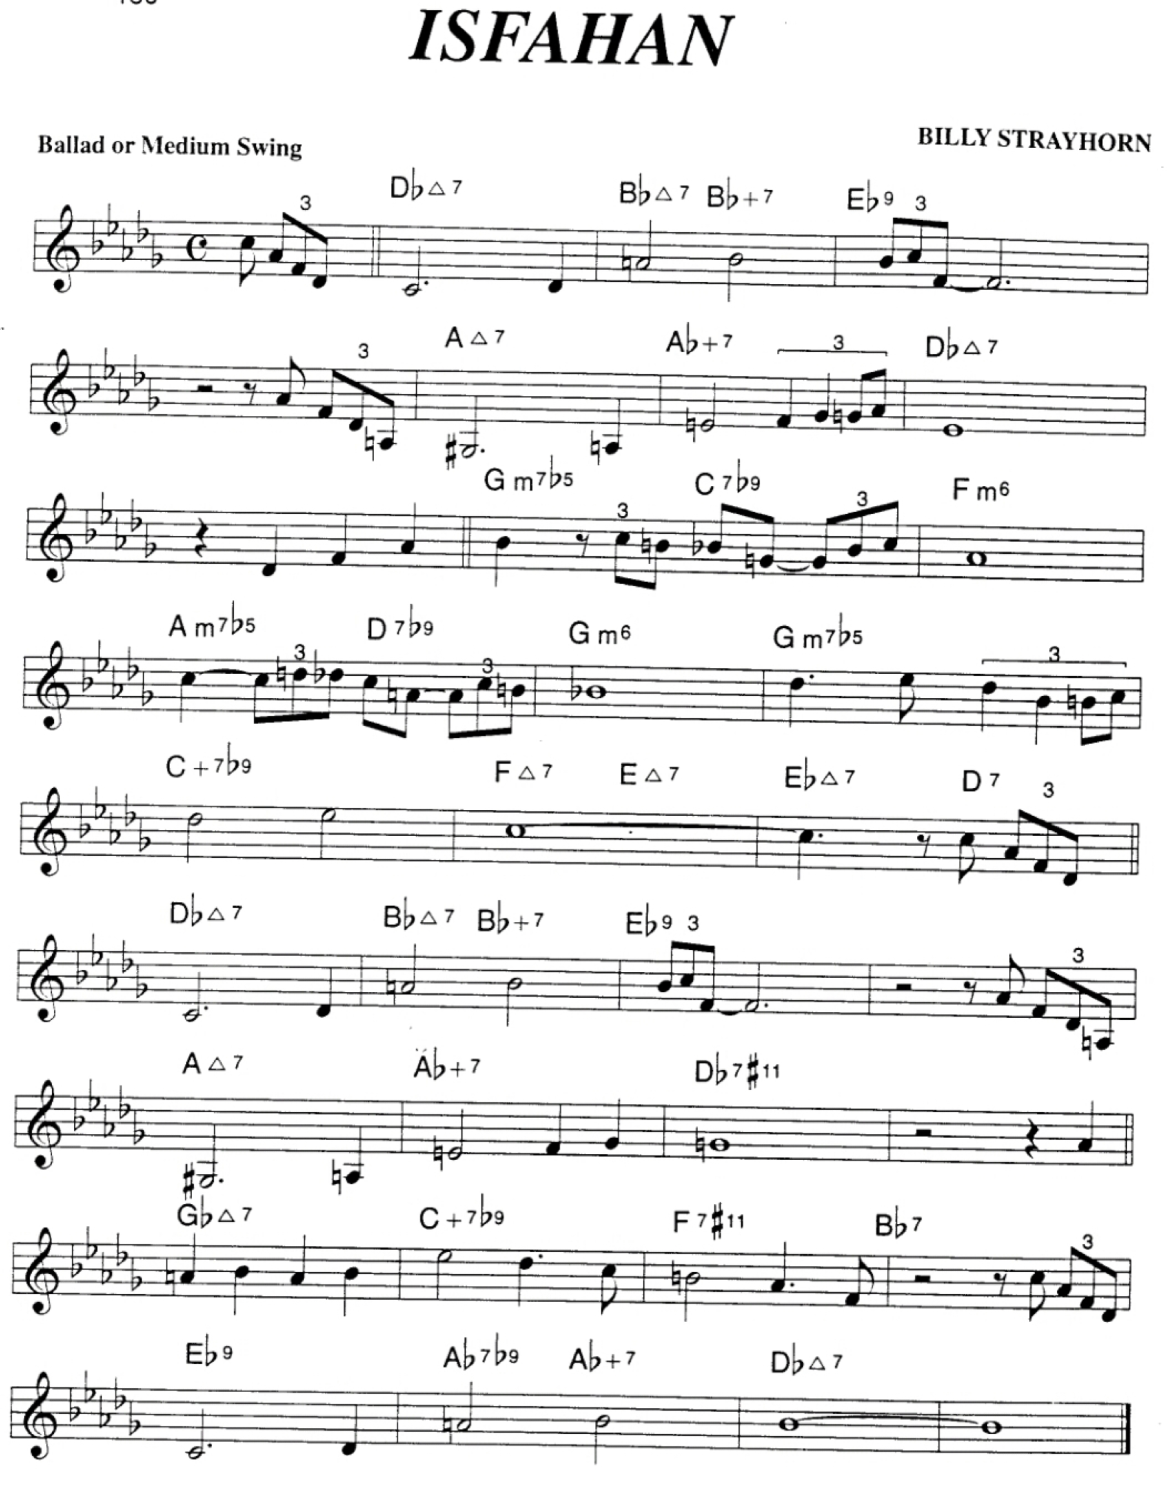 ISFAHAN
Ballad or Medium Swing
BILLY STRAYHORN
3
D♭△7 B♭△7 B♭+7 E♭9 3
3 A△7 A♭+7 3 D♭△7
G m7♭5 3 C 7♭9 3 F m6
A m7♭5 3 D 7♭9 3 G m6 G m7♭5 3
C+7♭9 F△7 E△7 E♭△7 D 7 3
D♭△7 B♭△7 B♭+7 E♭9 3 3
A△7 A♭+7 D♭7♯11
G♭△7 C+7♭9 F 7♯11 B♭7 3
E♭9 A♭7♭9 A♭+7 D♭△7